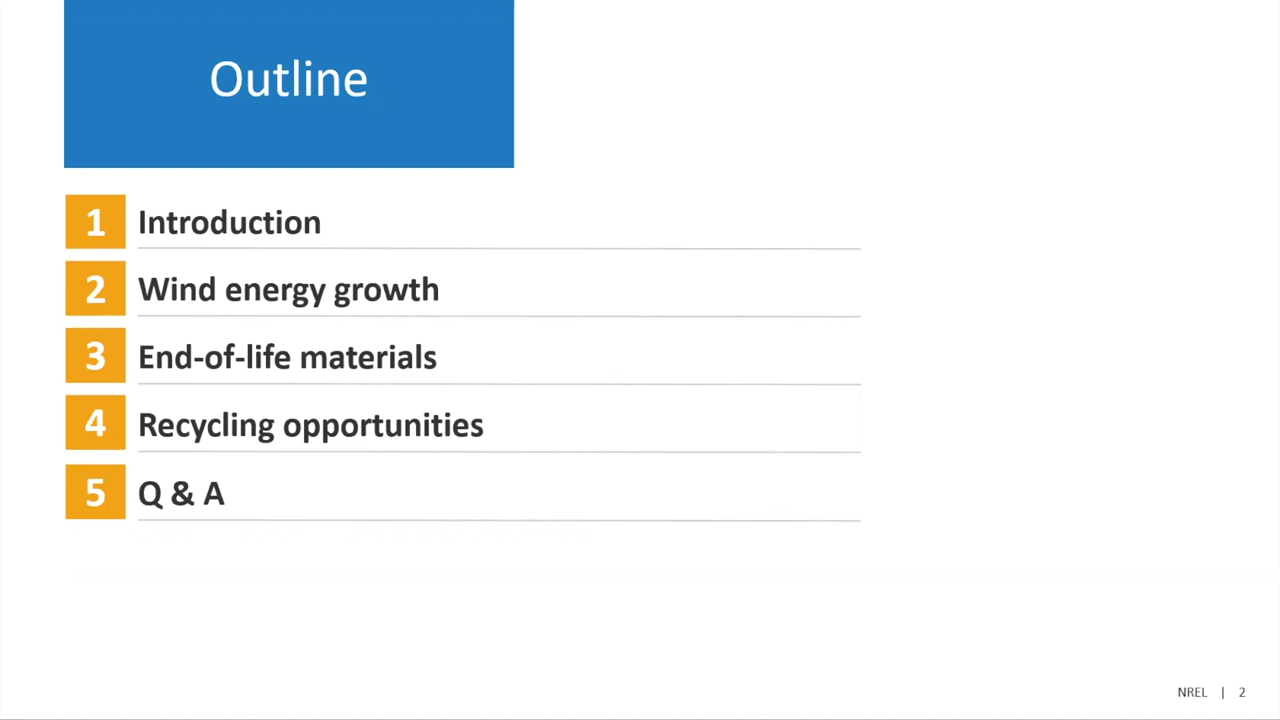 Outline
1 Introduction
2 Wind energy growth
3 End-of-life materials
4 Recycling opportunities
5 Q & A
NREL | 2